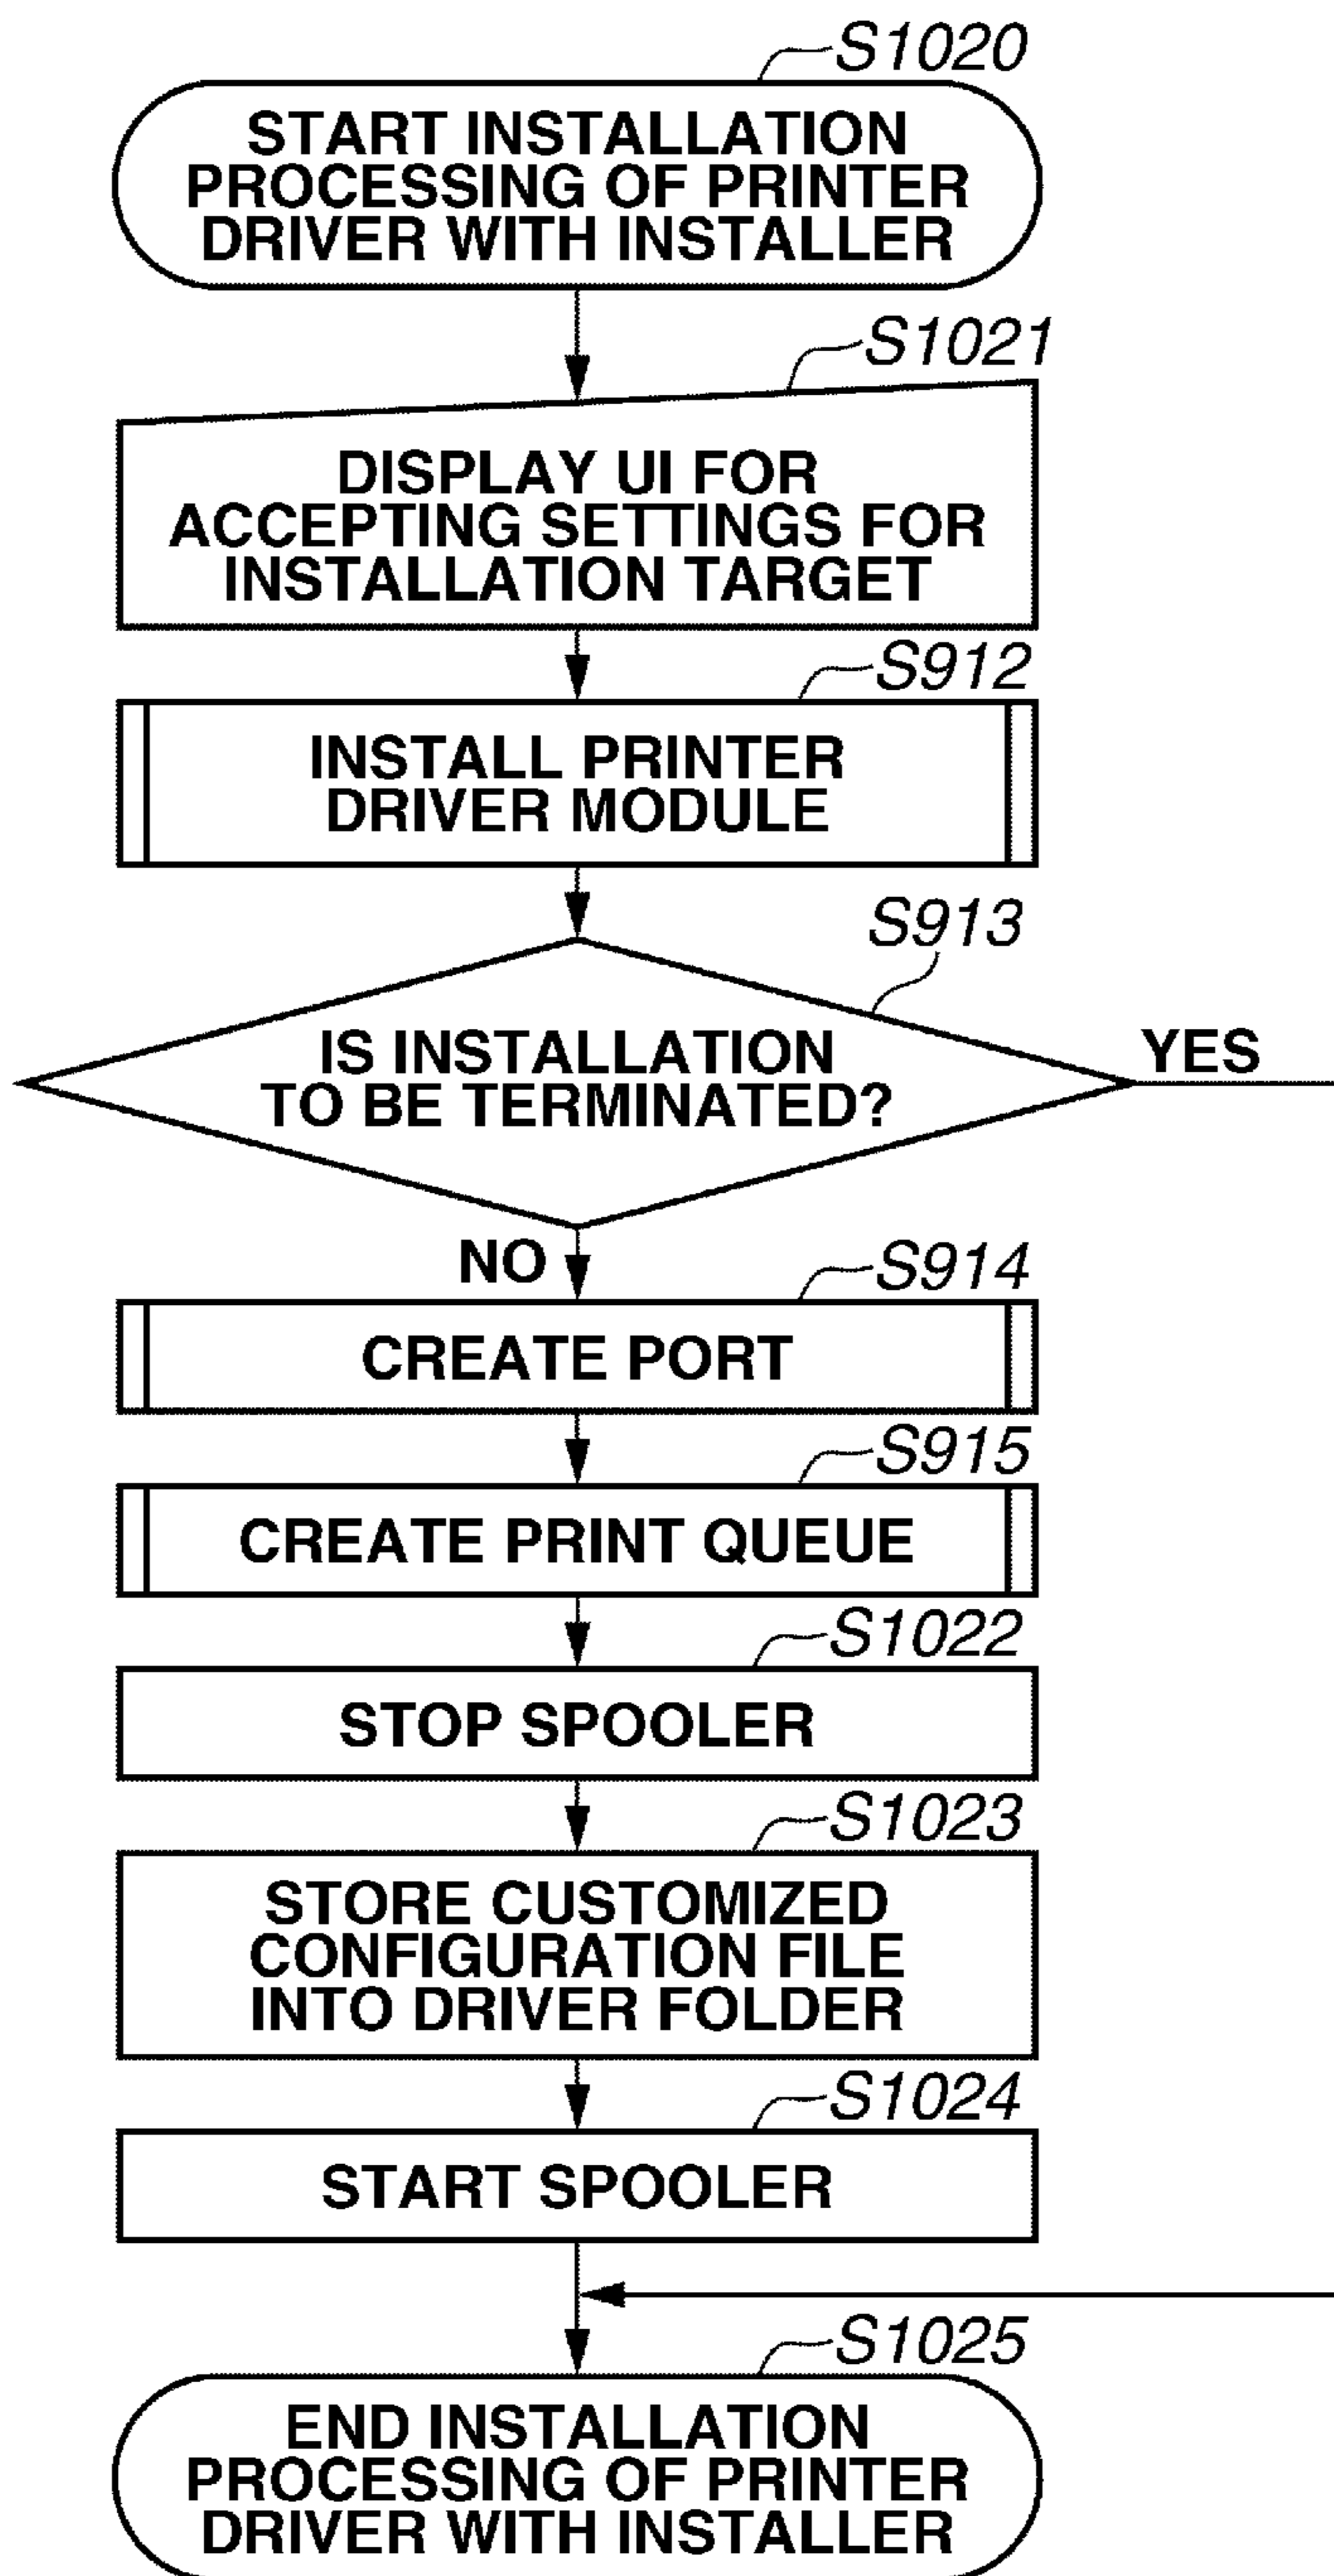 S1020
START INSTALLATION
PROCESSING OF PRINTER
DRIVER WITH INSTALLER
S1021
DISPLAY UI FOR
ACCEPTING SETTINGS FOR
INSTALLATION TARGET
S912
INSTALL PRINTER
DRIVER MODULE
S913
IS INSTALLATION
TO BE TERMINATED?
YES
NO
S914
CREATE PORT
S915
CREATE PRINT QUEUE
S1022
STOP SPOOLER
S1023
STORE CUSTOMIZED
CONFIGURATION FILE
INTO DRIVER FOLDER
S1024
START SPOOLER
S1025
END INSTALLATION
PROCESSING OF PRINTER
DRIVER WITH INSTALLER